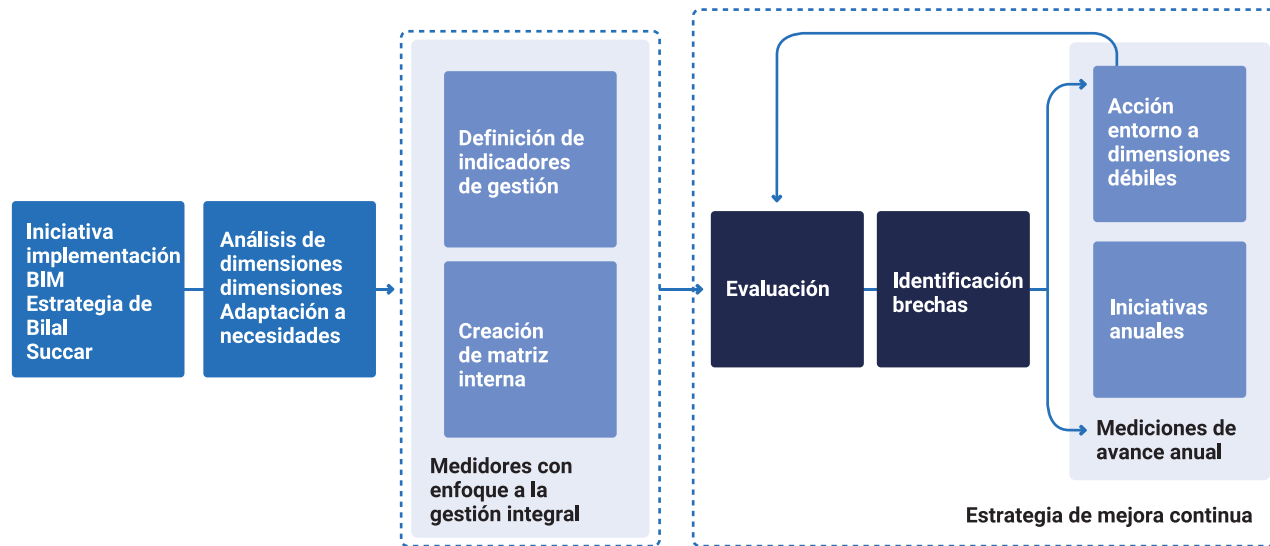 Iniciativa
implementación
BIM
Estrategia de
Bilal
Succar
Análisis de
dimensiones
dimensiones
Adaptación a
necesidades
Definición de
indicadores
de gestión
Creación
de matriz
interna
Medidores con
enfoque a la
gestión integral
Evaluación
Identificación
brechas
Acción
entorno a
dimensiones
débiles
Iniciativas
anuales
Mediciones de
avance anual
Estrategia de mejora continua